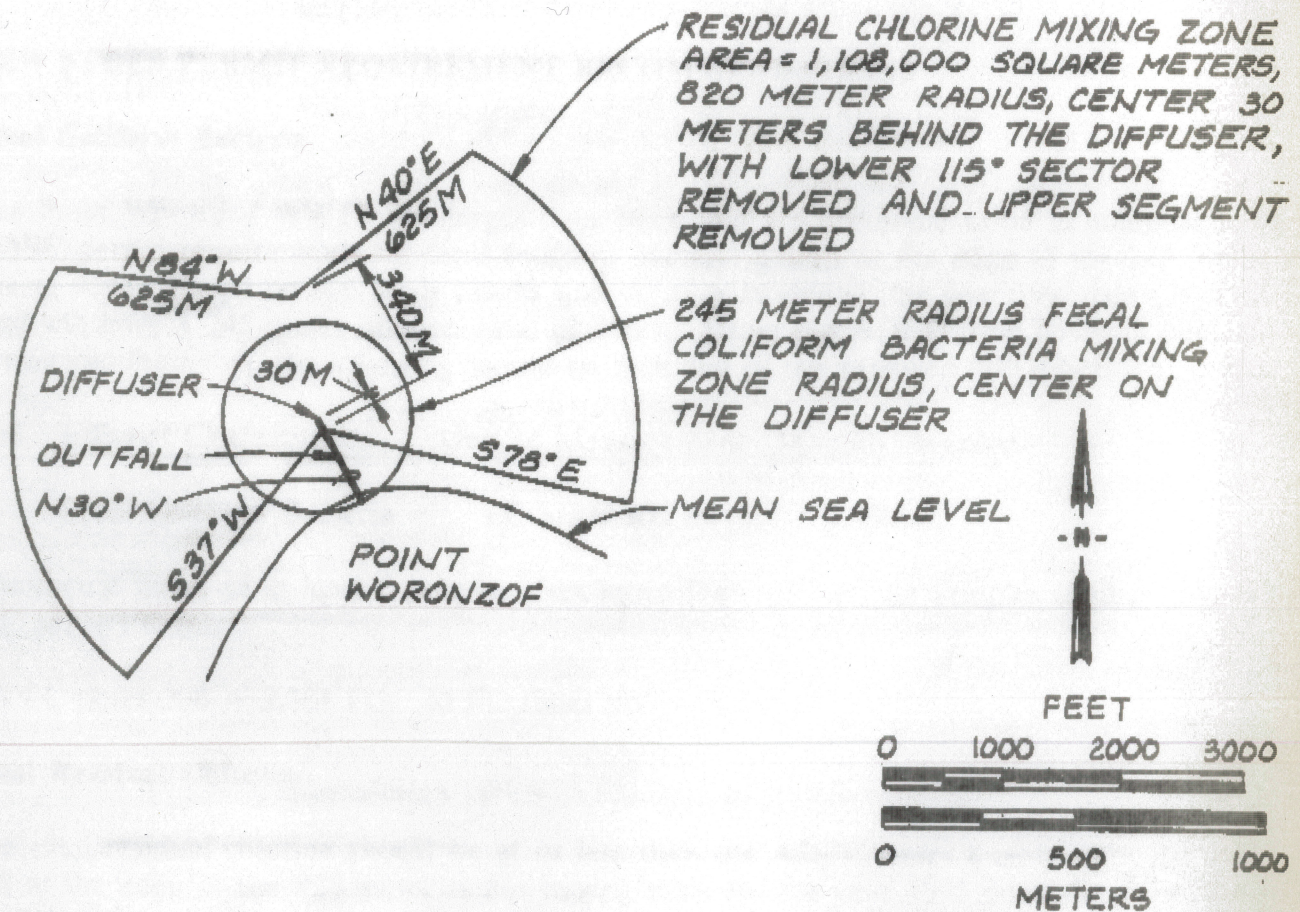 RESIDUAL CHLORINE MIXING ZONE
AREA = 1,108,000 SQUARE METERS,
820 METER RADIUS, CENTER 30
METERS BEHIND THE DIFFUSER,
WITH LOWER 115° SECTOR
REMOVED AND UPPER SEGMENT
REMOVED
N40°E
625M
N84°W
625M
340M
245 METER RADIUS FECAL
COLIFORM BACTERIA MIXING
ZONE RADIUS, CENTER ON
THE DIFFUSER
DIFFUSER
30M
OUTFALL
S78°E
N30°W
S37°W
MEAN SEA LEVEL
POINT
WORONZOF
N
FEET
0 1000 2000 3000
0 500 1000
METERS